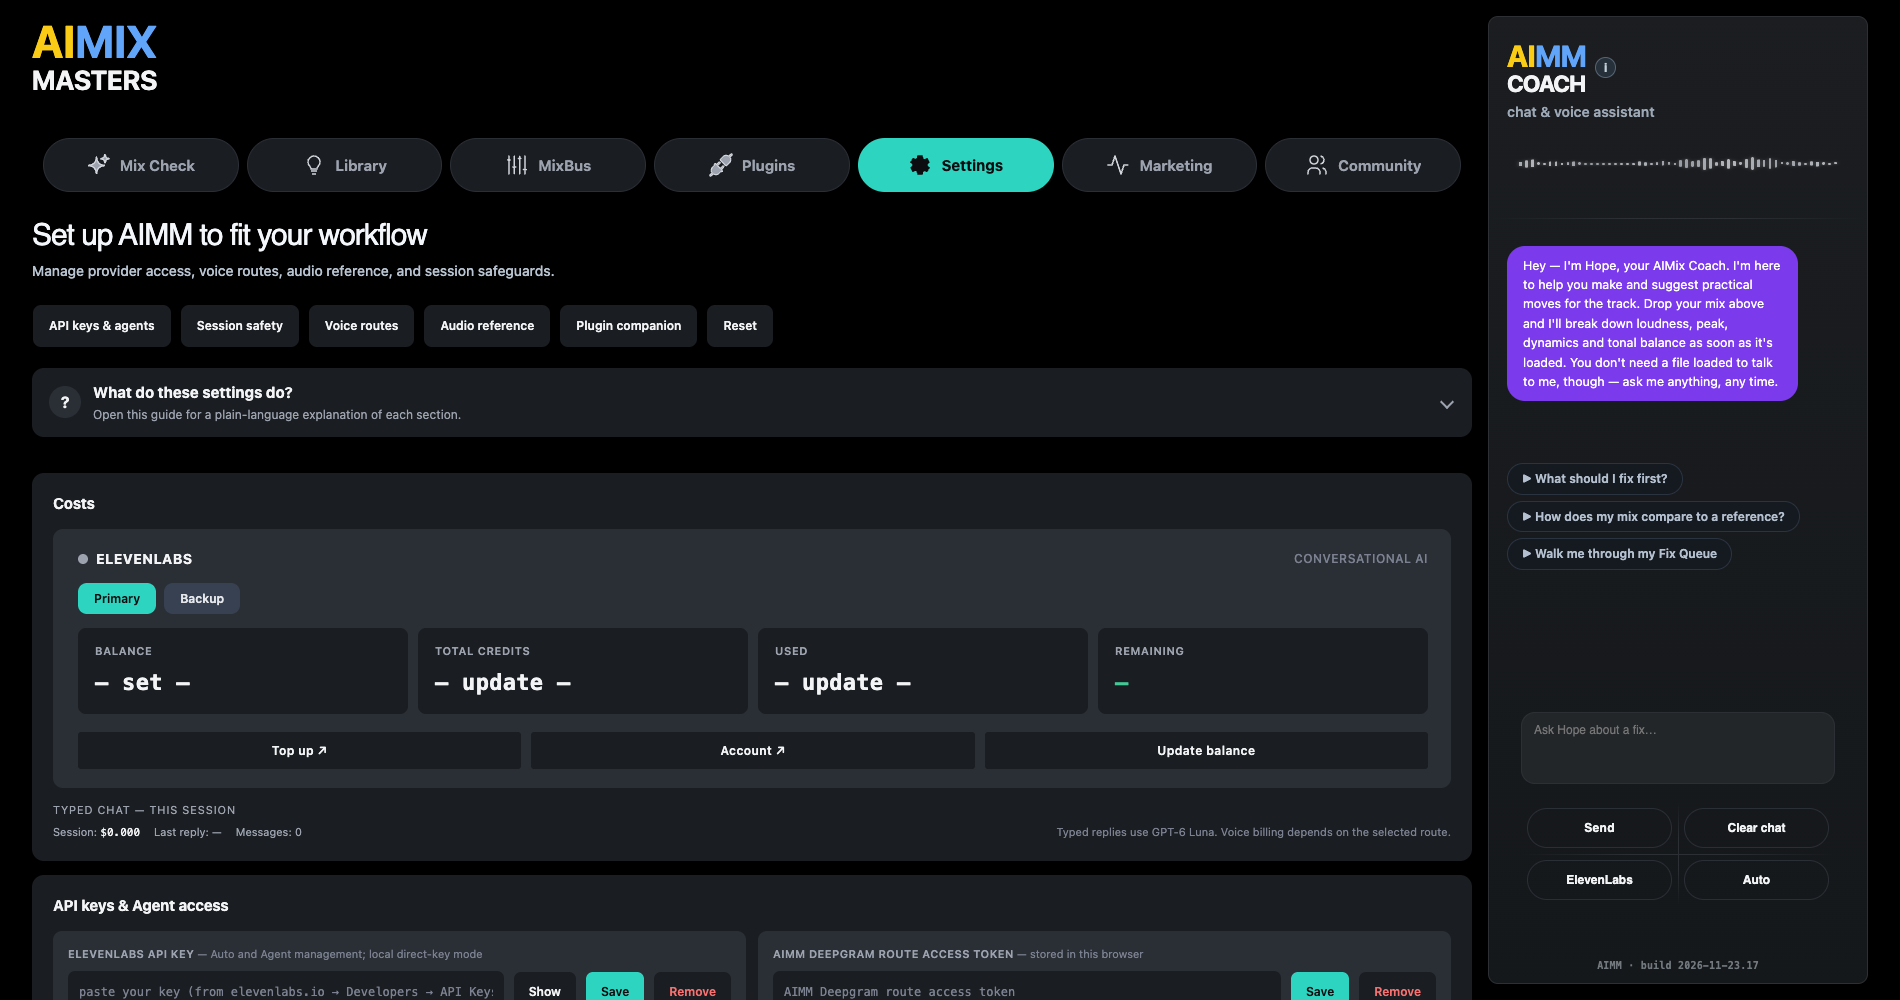 AIMIX
MASTERS
Mix Check
Library
MixBus
Plugins
Settings
Marketing
Community
Set up AIMM to fit your workflow
Manage provider access, voice routes, audio reference, and session safeguards.
API keys & agents
Session safety
Voice routes
Audio reference
Plugin companion
Reset
?
What do these settings do?
Open this guide for a plain-language explanation of each section.
Costs
ELEVENLABS
CONVERSATIONAL AI
Primary
Backup
BALANCE
— set —
TOTAL CREDITS
— update —
USED
— update —
REMAINING
—
Top up ↗
Account ↗
Update balance
TYPED CHAT — THIS SESSION
Session: $0.000 Last reply: — Messages: 0
Typed replies use GPT-6 Luna. Voice billing depends on the selected route.
API keys & Agent access
ELEVENLABS API KEY — Auto and Agent management; local direct-key mode
paste your key (from elevenlabs.io → Developers → API Keys
Show
Save
Remove
AIMM DEEPGRAM ROUTE ACCESS TOKEN — stored in this browser
AIMM Deepgram route access token
Save
Remove
AIMM
COACH
i
chat & voice assistant
Hey — I'm Hope, your AIMix Coach. I'm here
to help you make and suggest practical
moves for the track. Drop your mix above
and I'll break down loudness, peak,
dynamics and tonal balance as soon as it's
loaded. You don't need a file loaded to talk
to me, though — ask me anything, any time.
▶ What should I fix first?
▶ How does my mix compare to a reference?
▶ Walk me through my Fix Queue
Ask Hope about a fix...
Send
Clear chat
ElevenLabs
Auto
AIMM · build 2026-11-23.17